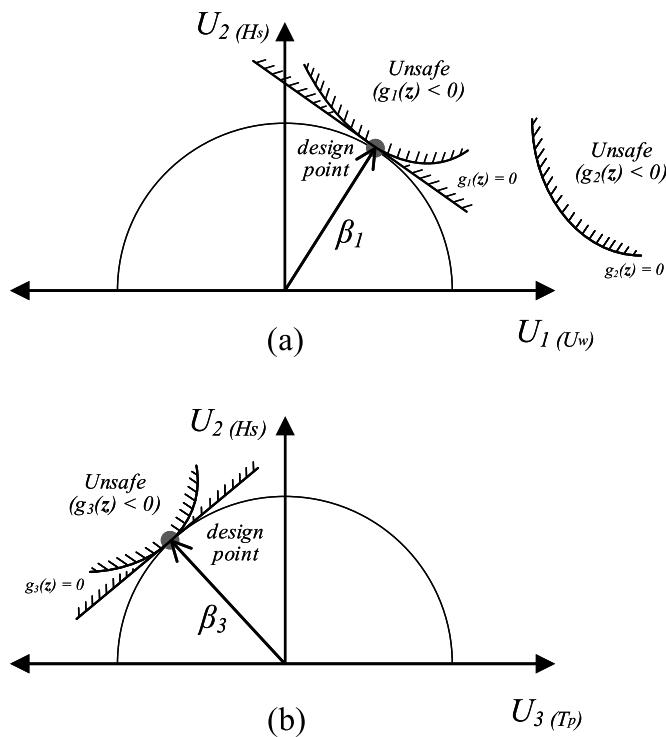 U2 (Hs)
Unsafe
(g1(z) < 0)
design
point
g1(z) = 0
Unsafe
(g2(z) < 0)
g2(z) = 0
β1
U1 (Uw)
(a)
U2 (Hs)
Unsafe
(g3(z) < 0)
design
point
g3(z) = 0
β3
U3 (Tp)
(b)